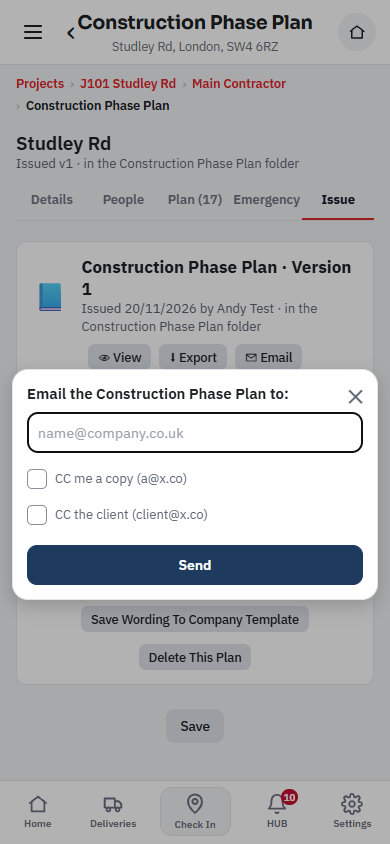 Construction Phase Plan
Studley Rd, London, SW4 6RZ
Projects › J101 Studley Rd › Main Contractor
› Construction Phase Plan
Studley Rd
Issued v1 · in the Construction Phase Plan folder
Details People Plan (17) Emergency Issue
Construction Phase Plan · Version
1
Issued 20/11/2026 by Andy Test · in the
Construction Phase Plan folder
View Export Email
Email the Construction Phase Plan to:
name@company.co.uk
CC me a copy (a@x.co)
CC the client (client@x.co)
Send
Save Wording To Company Template
Delete This Plan
Save
10
Home Deliveries Check In HUB Settings